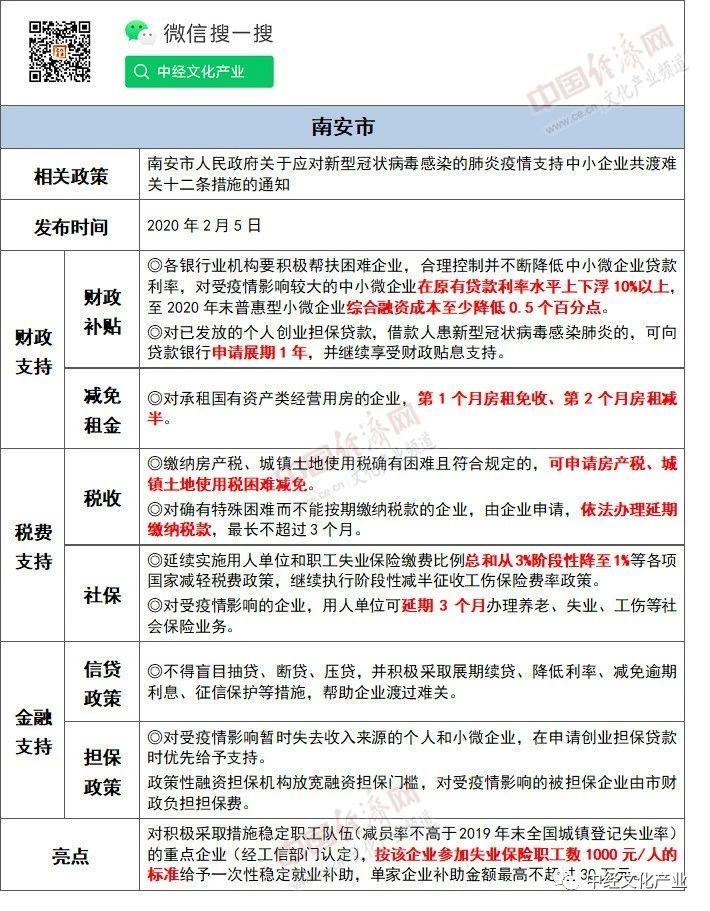 微信搜一搜
中经文化产业
中国经济网
www.ce.cn 文化产业频道
南安市
相关政策
南安市人民政府关于应对新型冠状病毒感染的肺炎疫情支持中小企业共渡难
关十二条措施的通知
发布时间
2020 年 2 月 5 日
财政
支持
财政
补贴
◎各银行业机构要积极帮扶困难企业，合理控制并不断降低中小微企业贷款
利率，对受疫情影响较大的中小微企业在原有贷款利率水平上下浮 10%以上，
至 2020 年末普惠型小微企业综合融资成本至少降低 0.5 个百分点。
◎对已发放的个人创业担保贷款，借款人患新型冠状病毒感染肺炎的，可向
贷款银行申请展期 1 年，并继续享受财政贴息支持。
减免
租金
◎对承租国有资产类经营用房的企业，第 1 个月房租免收、第 2 个月房租减
半。
中国经济网
文化产业频道
税费
支持
税收
◎缴纳房产税、城镇土地使用税确有困难且符合规定的，可申请房产税、城
镇土地使用税困难减免。
◎对确有特殊困难而不能按期缴纳税款的企业，由企业申请，依法办理延期
缴纳税款，最长不超过 3 个月。
社保
◎延续实施用人单位和职工失业保险缴费比例总和从3%阶段性降至1%等各项
国家减轻税费政策，继续执行阶段性减半征收工伤保险费率政策。
◎对受疫情影响的企业，用人单位可延期 3 个月办理养老、失业、工伤等社
会保险业务。
金融
支持
信贷
政策
◎不得盲目抽贷、断贷、压贷，并积极采取展期续贷、降低利率、减免逾期
利息、征信保护等措施，帮助企业渡过难关。
担保
政策
◎对受疫情影响暂时失去收入来源的个人和小微企业，在申请创业担保贷款
时优先给予支持。
政策性融资担保机构放宽融资担保门槛，对受疫情影响的被担保企业由市财
政负担担保费。
中国经济网
文化产业频道
亮点
对积极采取措施稳定职工队伍(减员率不高于 2019 年末全国城镇登记失业率)
的重点企业（经工信部门认定），按该企业参加失业保险职工数 1000 元/人的
标准给予一次性稳定就业补助，单家企业补助金额最高不超过 30 万元。
中经文化产业